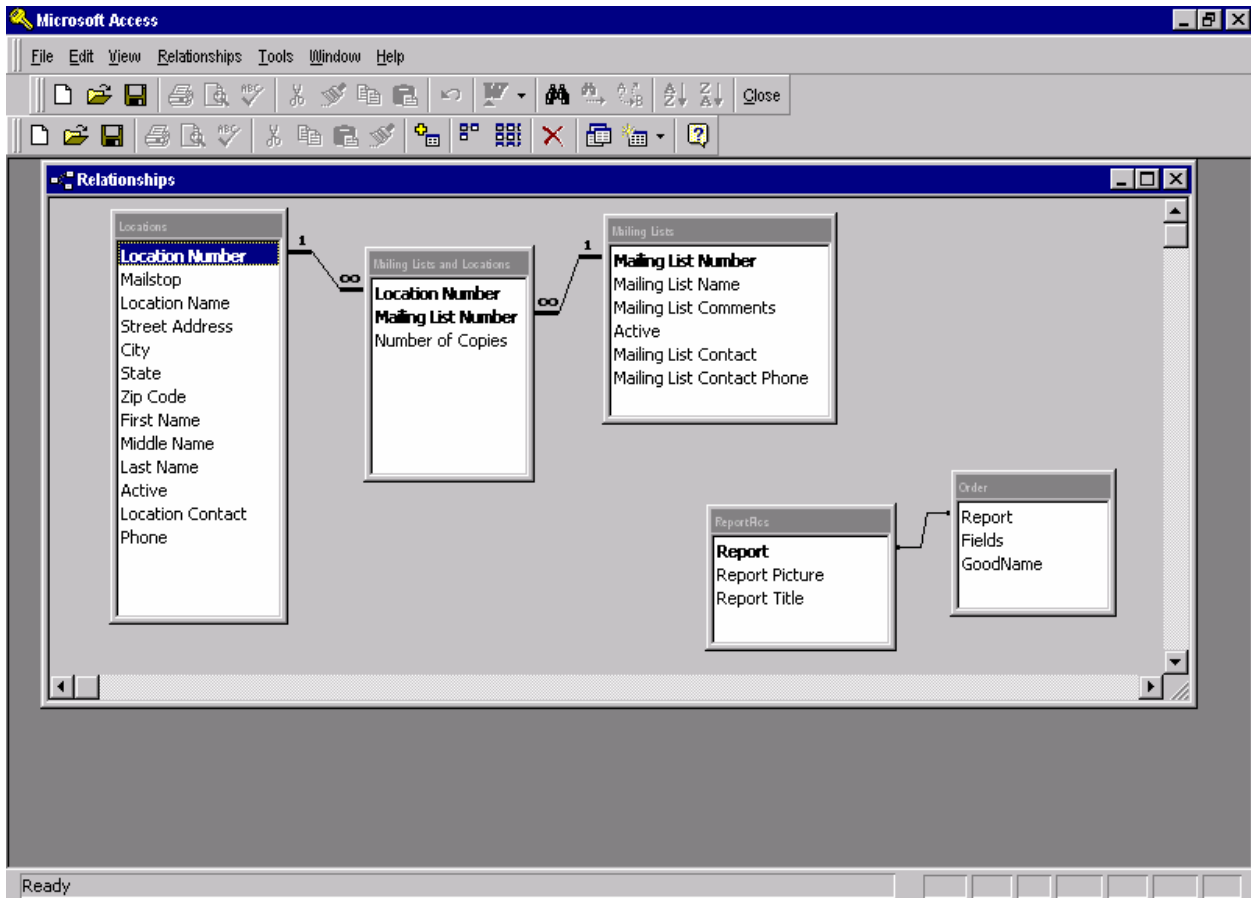 Microsoft Access
File Edit View Relationships Tools Window Help
Close
Relationships
Locations
Location Number
Mailstop
Location Name
Street Address
City
State
Zip Code
First Name
Middle Name
Last Name
Active
Location Contact
Phone
1
∞
Mailing Lists and Locations
Location Number
Mailing List Number
Number of Copies
∞
1
Mailing Lists
Mailing List Number
Mailing List Name
Mailing List Comments
Active
Mailing List Contact
Mailing List Contact Phone
Report
Report Picture
Report Title
Order
Report
Fields
GoodName
Ready